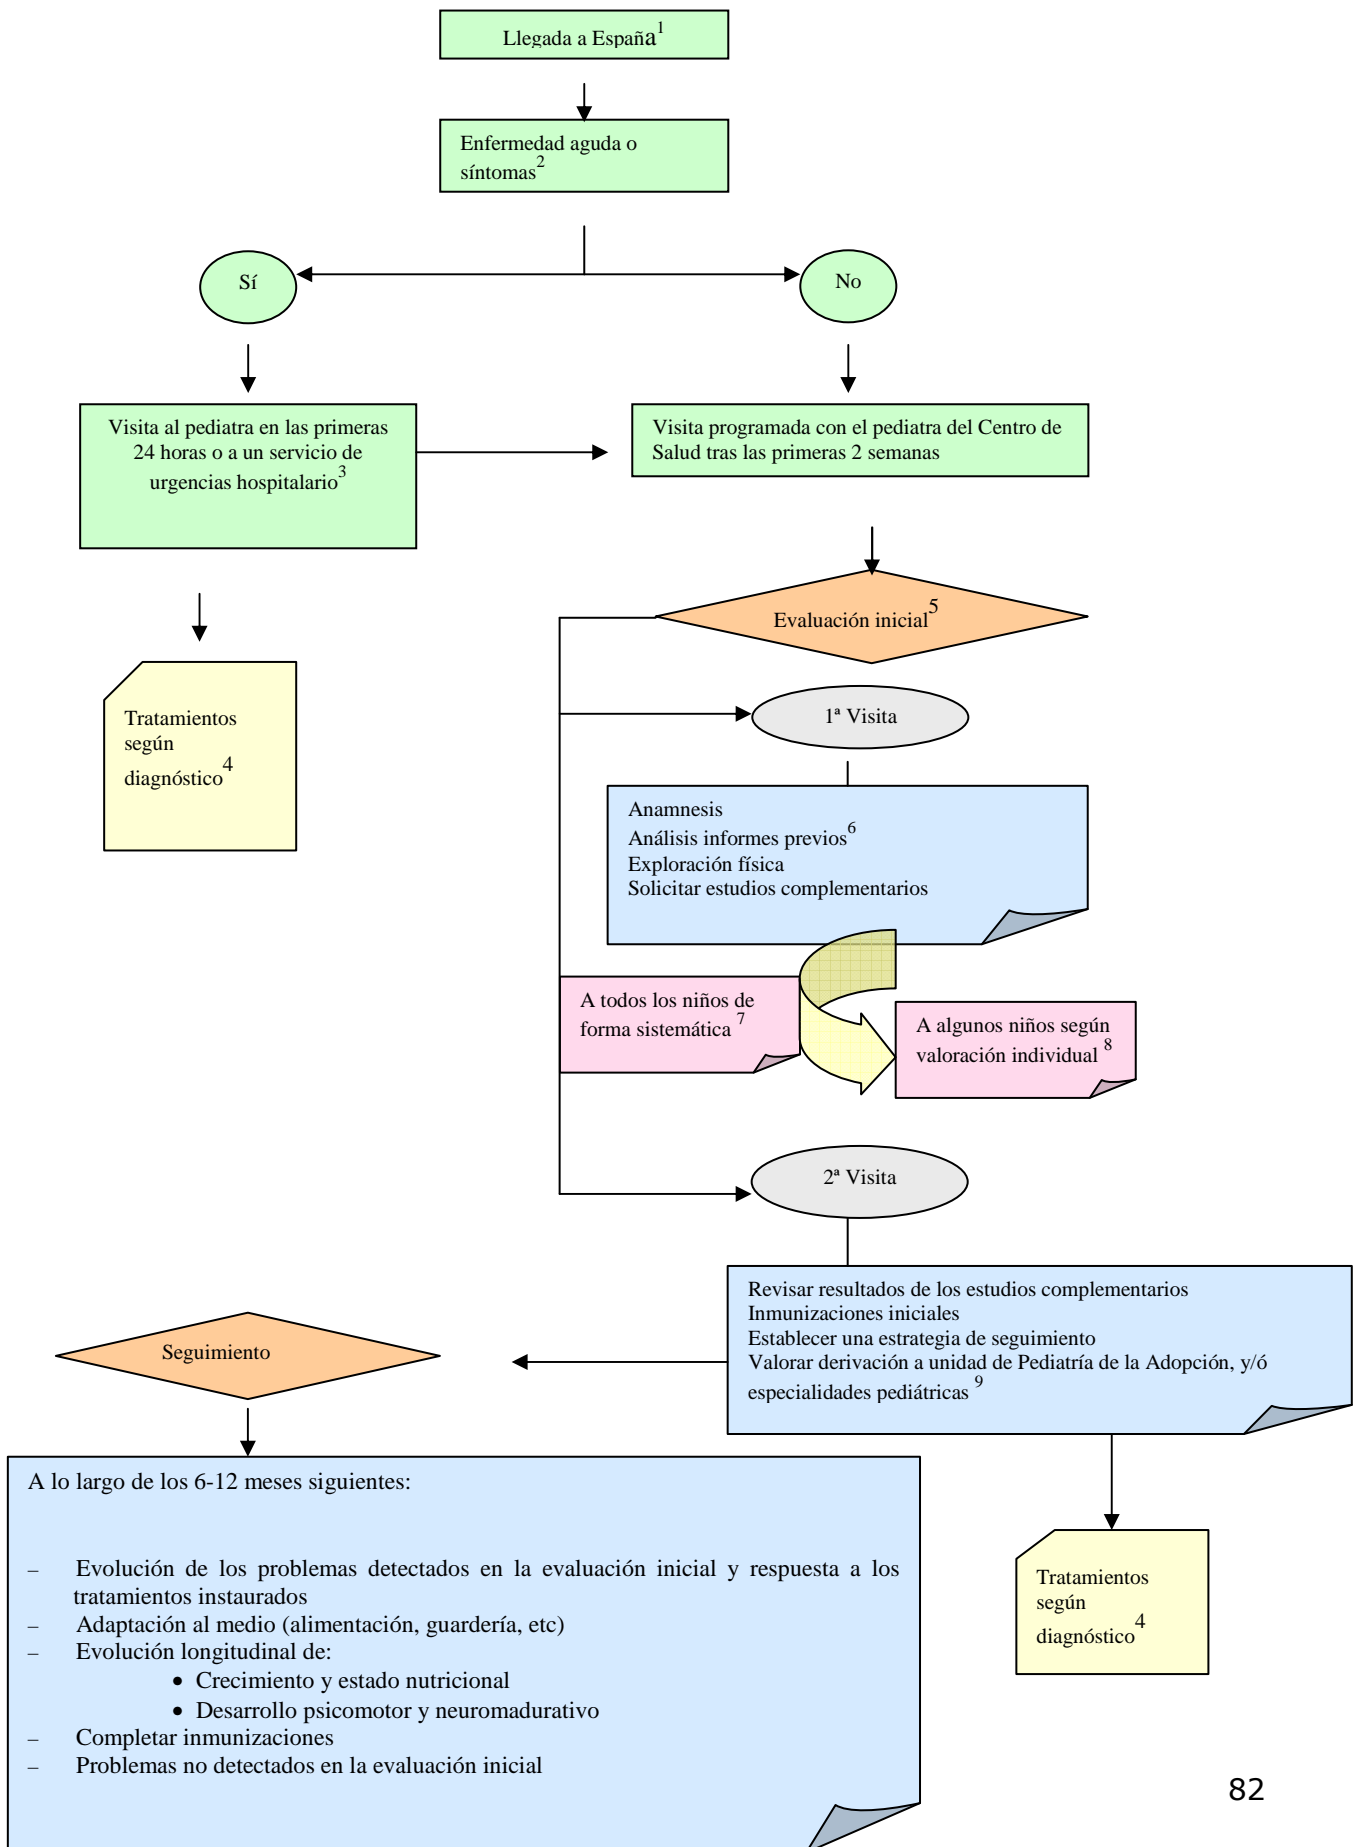 Llegada a España1
Enfermedad aguda o
síntomas2
Sí
No
Visita al pediatra en las primeras
24 horas o a un servicio de
urgencias hospitalario3
Visita programada con el pediatra del Centro de
Salud tras las primeras 2 semanas
Evaluación inicial5
Tratamientos
según
diagnóstico4
1ª Visita
Anamnesis
Análisis informes previos6
Exploración física
Solicitar estudios complementarios
A todos los niños de
forma sistemática 7
A algunos niños según
valoración individual 8
2ª Visita
Revisar resultados de los estudios complementarios
Inmunizaciones iniciales
Establecer una estrategia de seguimiento
Valorar derivación a unidad de Pediatría de la Adopción, y/ó
especialidades pediátricas 9
Seguimiento
A lo largo de los 6-12 meses siguientes:
– Evolución de los problemas detectados en la evaluación inicial y respuesta a los
tratamientos instaurados
– Adaptación al medio (alimentación, guardería, etc)
– Evolución longitudinal de:
• Crecimiento y estado nutricional
• Desarrollo psicomotor y neuromadurativo
– Completar inmunizaciones
– Problemas no detectados en la evaluación inicial
Tratamientos
según
diagnóstico4
82